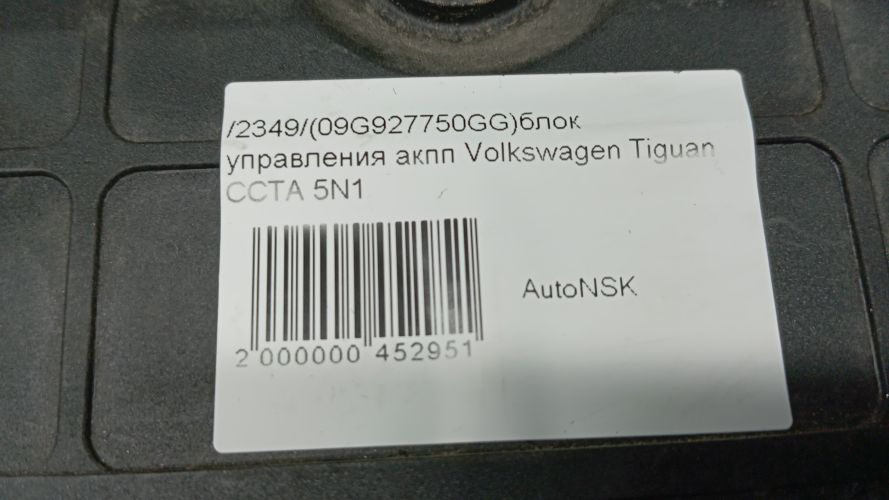 /2349/(09G927750GG)блок
управления акпп Volkswagen Tiguan
CCTA 5N1
AutoNSK
2 000000 452951